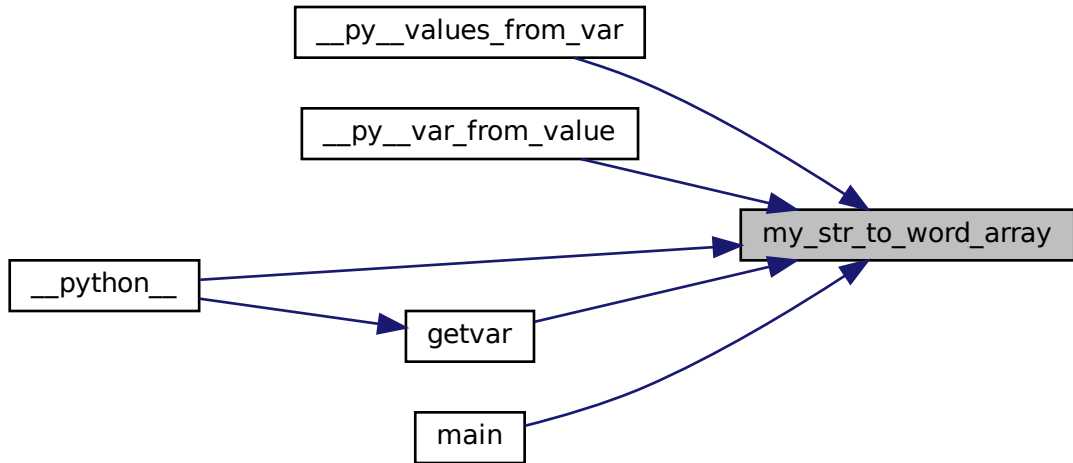 __py__values_from_var
__py__var_from_value
my_str_to_word_array
__python__
getvar
main